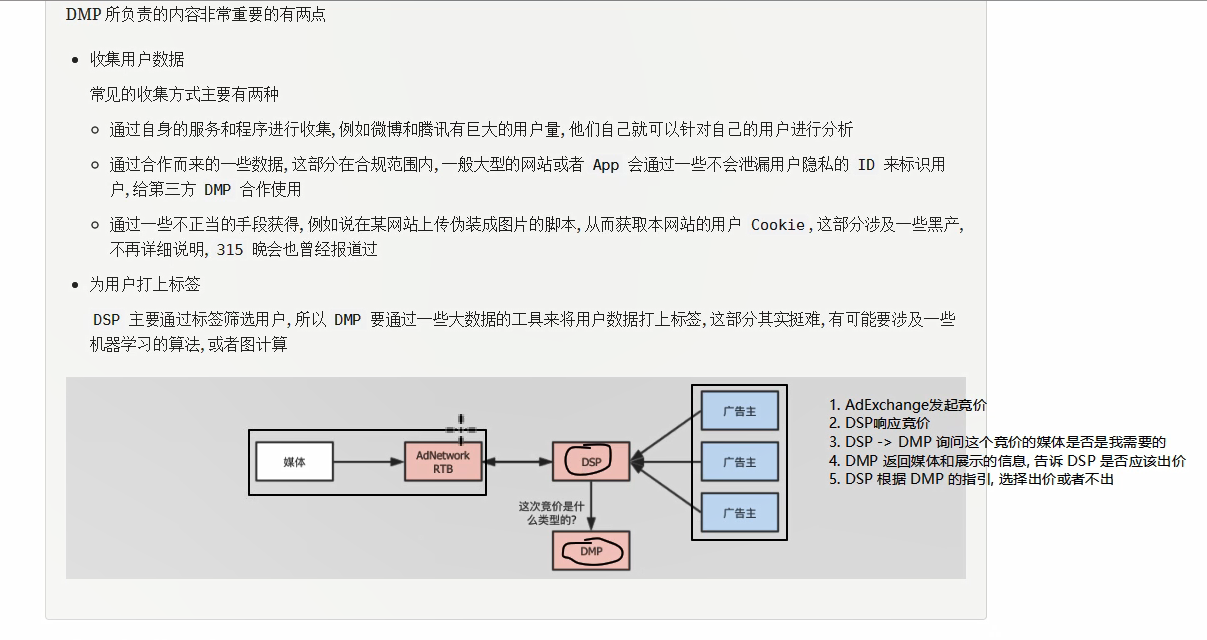 DMP 所负责的内容非常重要的有两点
收集用户数据
常见的收集方式主要有两种
通过自身的服务和程序进行收集,例如微博和腾讯有巨大的用户量,他们自己就可以针对自己的用户进行分析
通过合作而来的一些数据,这部分在合规范围内,一般大型的网站或者 App 会通过一些不会泄漏用户隐私的 ID 来标识用
户,给第三方 DMP 合作使用
通过一些不正当的手段获得,例如说在某网站上传伪装成图片的脚本,从而获取本网站的用户 Cookie,这部分涉及一些黑产,
不再详细说明, 315 晚会也曾经报道过
为用户打上标签
DSP 主要通过标签筛选用户,所以 DMP 要通过一些大数据的工具来将用户数据打上标签,这部分其实挺难,有可能要涉及一些
机器学习的算法,或者图计算
媒体
AdNetwork
RTB
DSP
这次竞价是什
么类型的?
DMP
广告主
广告主
广告主
1. AdExchange发起竞价
2. DSP响应竞价
3. DSP -> DMP 询问这个竞价的媒体是否是我需要的
4. DMP 返回媒体和展示的信息, 告诉 DSP 是否应该出价
5. DSP 根据 DMP 的指引, 选择出价或者不出